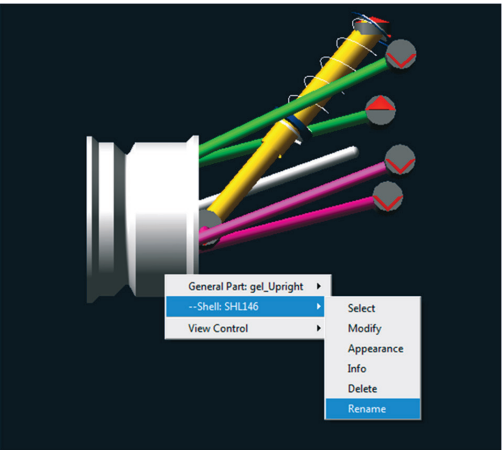 General Part: gel_Upright
--Shell: SHL146
View Control
Select
Modify
Appearance
Info
Delete
Rename